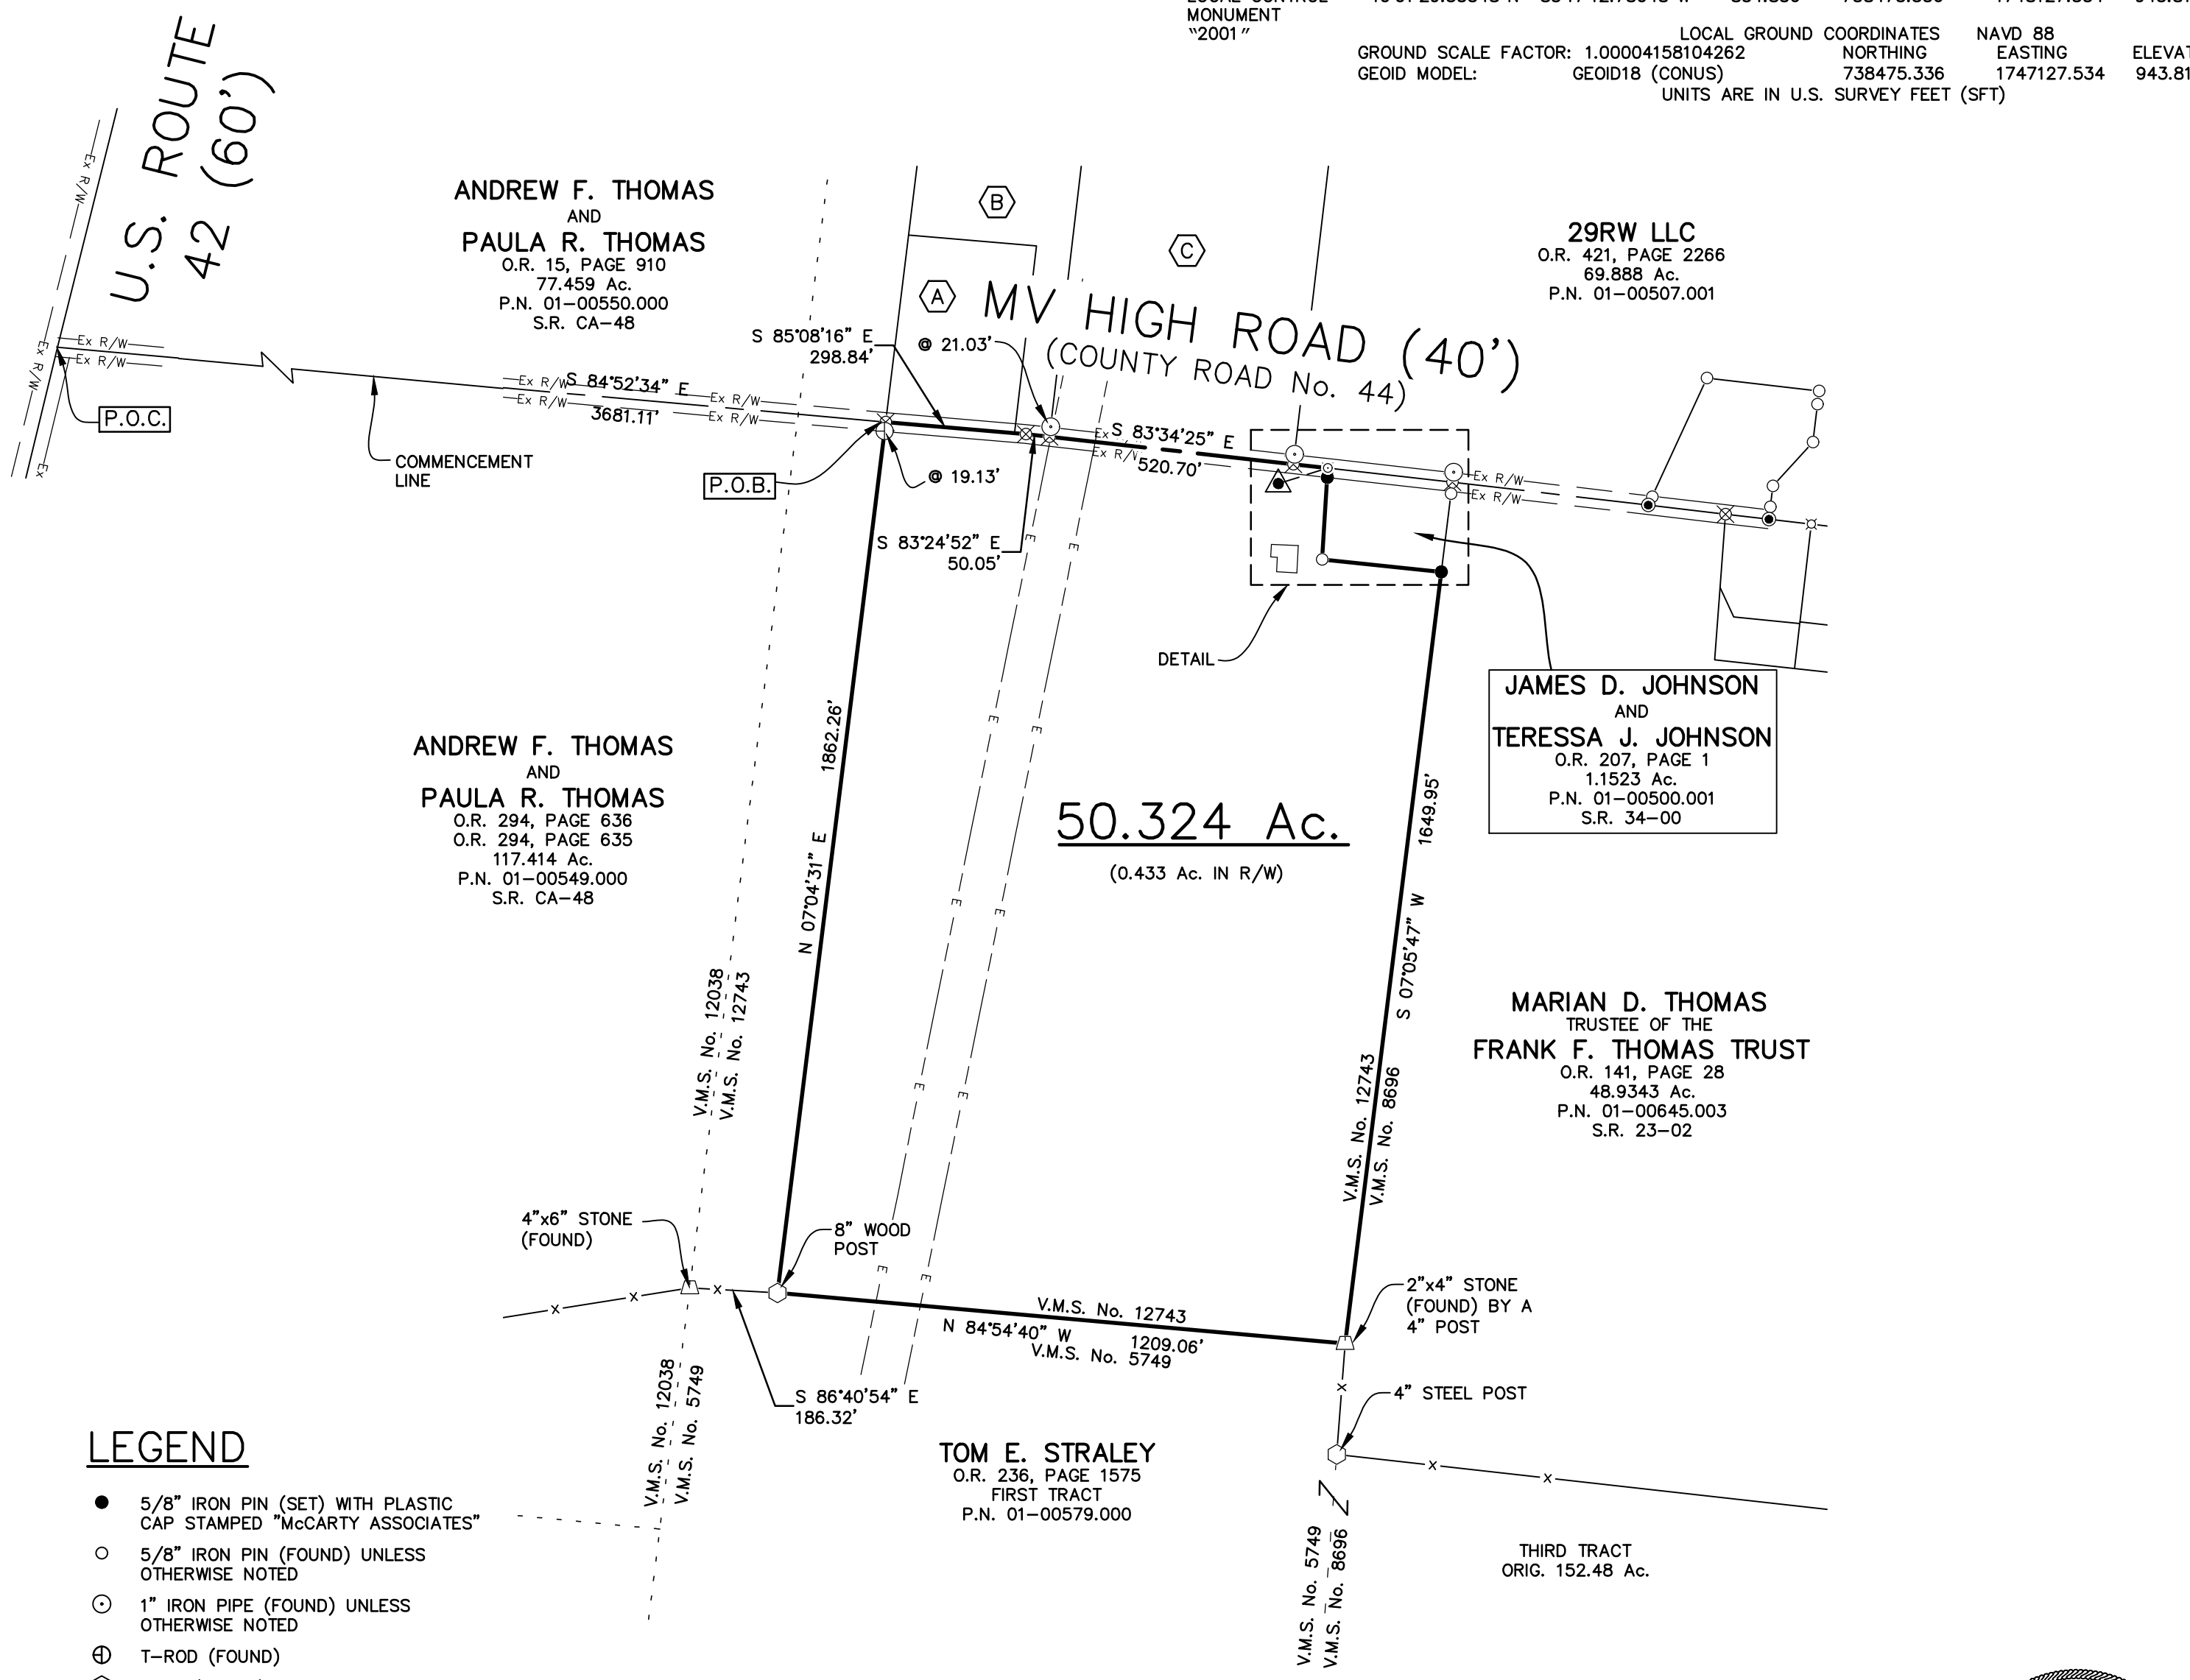 MONUMENT
"2001"
LOCAL GROUND COORDINATES NAVD 88
GROUND SCALE FACTOR: 1.00004158104262 NORTHING EASTING
GEOID MODEL: GEOID18 (CONUS) 738475.336 1747127.534 943.81
UNITS ARE IN U.S. SURVEY FEET (SFT)
U.S. ROUTE
42 (60')
Ex R/W
Ex R/W
Ex
ANDREW F. THOMAS
AND
PAULA R. THOMAS
O.R. 15, PAGE 910
77.459 Ac.
P.N. 01-00550.000
S.R. CA-48
B
A
C
29RW LLC
O.R. 421, PAGE 2266
69.888 Ac.
P.N. 01-00507.001
MV HIGH ROAD (40')
(COUNTY ROAD No. 44)
S 85°08'16" E
298.84'
@ 21.03'
Ex R/W
Ex R/W
P.O.C.
COMMENCEMENT
LINE
Ex R/W
S 84°52'34" E
Ex R/W
3681.11'
Ex R/W
Ex R/W
P.O.B.
@ 19.13'
Ex
S 83°34'25" E
Ex R/W
520.70'
Ex R/W
Ex R/W
S 83°24'52" E
50.05'
DETAIL
JAMES D. JOHNSON
AND
TERESSA J. JOHNSON
O.R. 207, PAGE 1
1.1523 Ac.
P.N. 01-00500.001
S.R. 34-00
ANDREW F. THOMAS
AND
PAULA R. THOMAS
O.R. 294, PAGE 636
O.R. 294, PAGE 635
117.414 Ac.
P.N. 01-00549.000
S.R. CA-48
N 07°04'31" E 1862.26'
E
E
E
E
E
E
E
E
E
E
50.324 Ac.
(0.433 Ac. IN R/W)
S 07°05'47" W 1649.95'
V.M.S. No. 12038
V.M.S. No. 12743
V.M.S. No. 12743
V.M.S. No. 8696
MARIAN D. THOMAS
TRUSTEE OF THE
FRANK F. THOMAS TRUST
O.R. 141, PAGE 28
48.9343 Ac.
P.N. 01-00645.003
S.R. 23-02
4"x6" STONE
(FOUND)
8" WOOD
POST
2"x4" STONE
(FOUND) BY A
4" POST
V.M.S. No. 12743
N 84°54'40" W 1209.06'
V.M.S. No. 5749
S 86°40'54" E
186.32'
4" STEEL POST
V.M.S. No. 12038
V.M.S. No. 5749
TOM E. STRALEY
O.R. 236, PAGE 1575
FIRST TRACT
P.N. 01-00579.000
V.M.S. No. 5749
V.M.S. No. 8696
THIRD TRACT
ORIG. 152.48 Ac.
LEGEND
5/8" IRON PIN (SET) WITH PLASTIC
CAP STAMPED "McCARTY ASSOCIATES"
5/8" IRON PIN (FOUND) UNLESS
OTHERWISE NOTED
1" IRON PIPE (FOUND) UNLESS
OTHERWISE NOTED
T-ROD (FOUND)